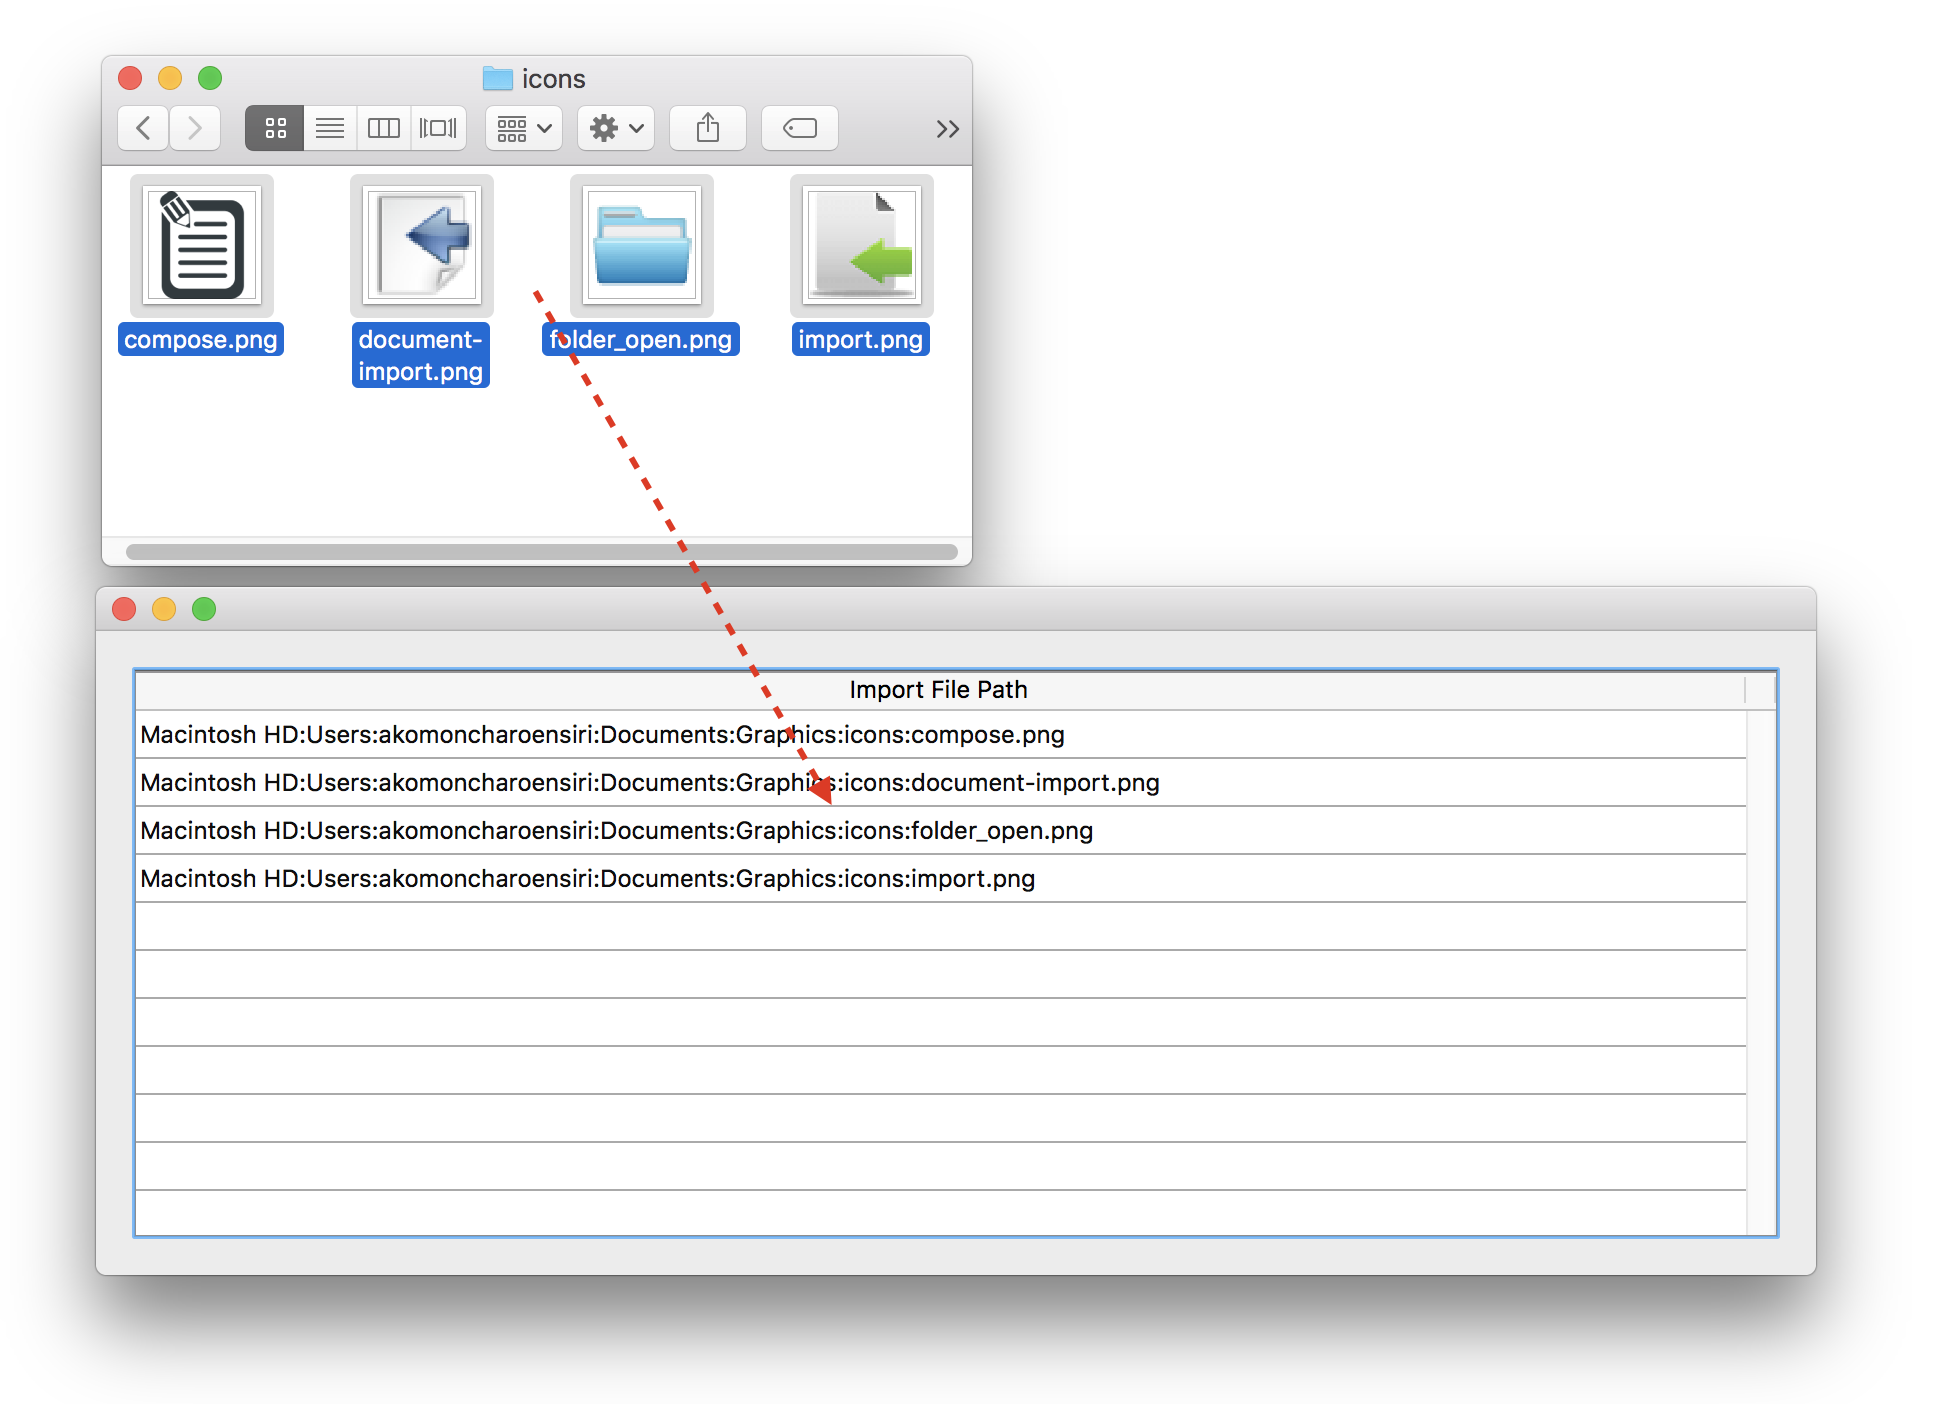 icons
compose.png
document-
import.png
folder_open.png
import.png
Import File Path
Macintosh HD:Users:akomoncharoensiri:Documents:Graphics:icons:compose.png
Macintosh HD:Users:akomoncharoensiri:Documents:Graphics:icons:document-import.png
Macintosh HD:Users:akomoncharoensiri:Documents:Graphics:icons:folder_open.png
Macintosh HD:Users:akomoncharoensiri:Documents:Graphics:icons:import.png